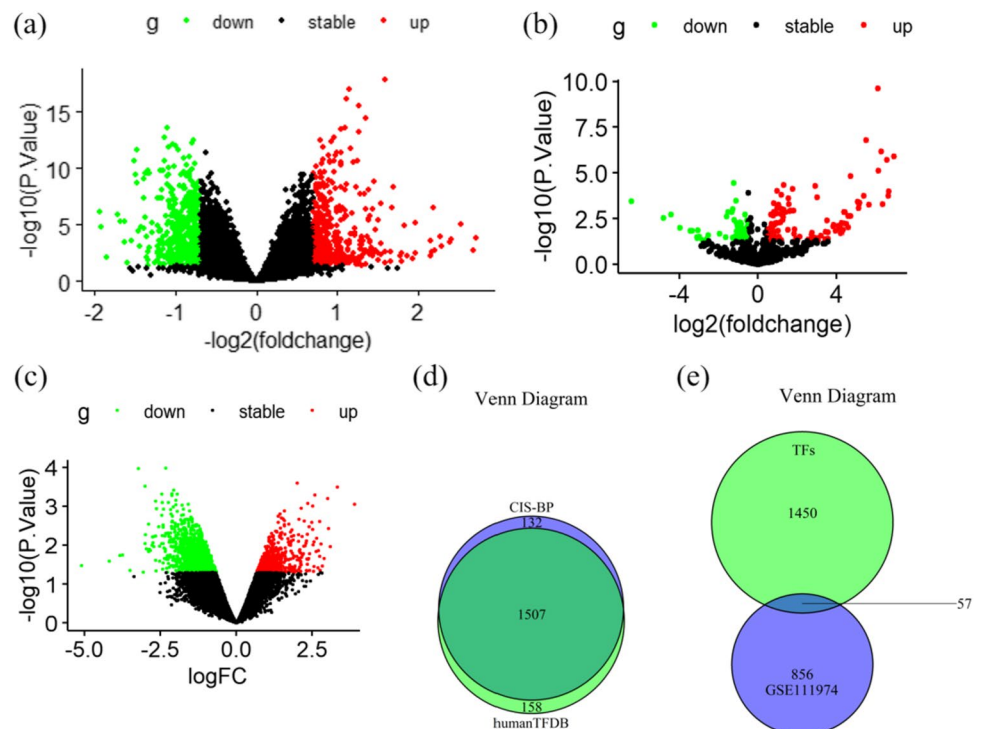 (a)
g down stable up
-log10(P.Value)
15
10
5
0
-2 -1 0 1 2
-log2(foldchange)
(b)
g down stable up
-log10(P.Value)
10.0
7.5
5.0
2.5
0.0
-4 0 4
log2(foldchange)
(c)
g down stable up
-log10(P.Value)
4
3
2
1
0
-5.0 -2.5 0.0 2.5
logFC
(d)
Venn Diagram
CIS-BP
132
1507
158
humanTFDB
(e)
Venn Diagram
TFs
1450
57
856
GSE111974